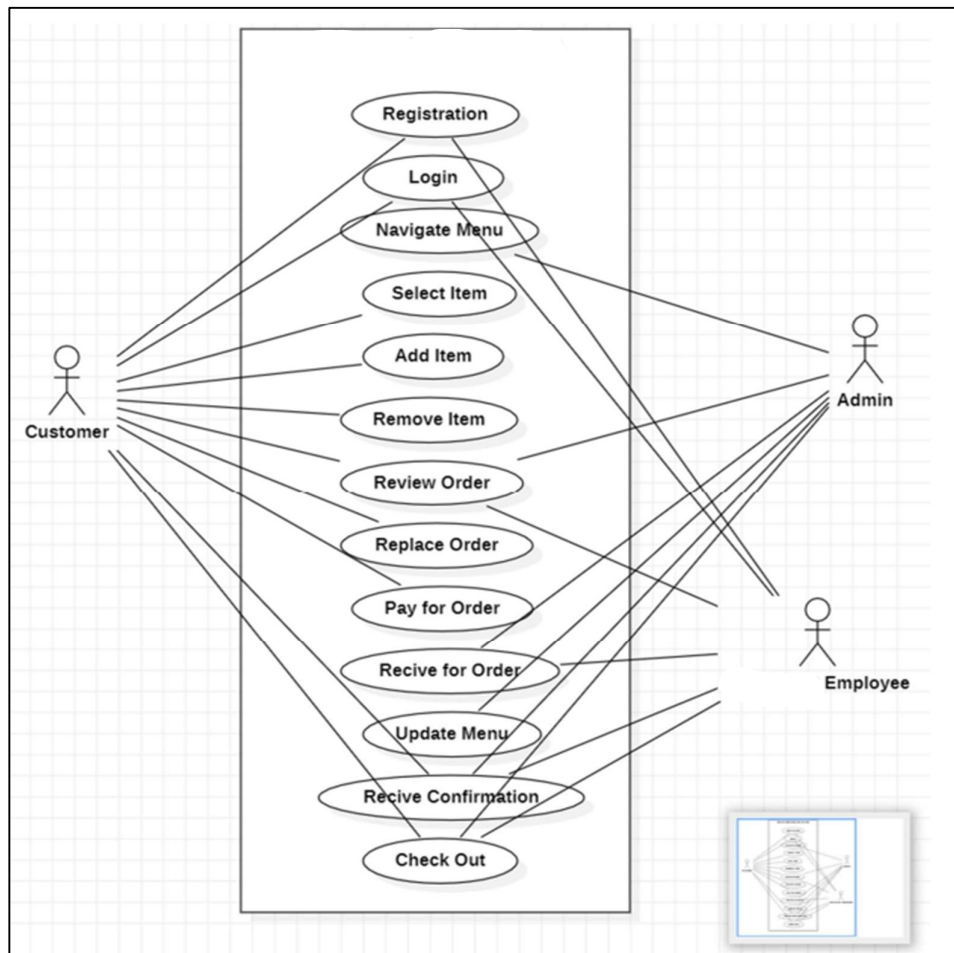 Registration
Login
Navigate Menu
Select Item
Add Item
Remove Item
Review Order
Replace Order
Pay for Order
Recive for Order
Update Menu
Recive Confirmation
Check Out
Customer
Admin
Employee